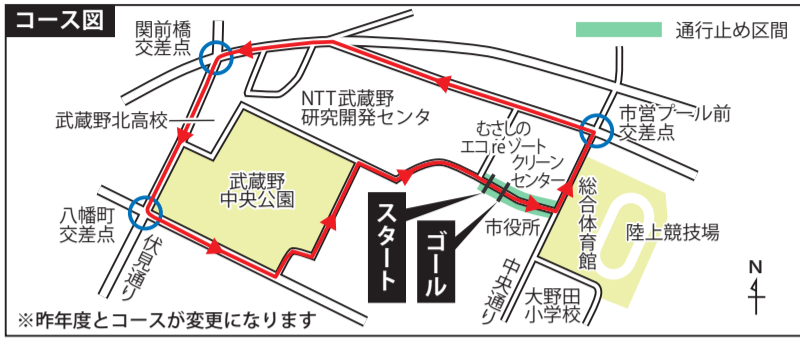 コース図
関前橋
交差点
通行止め区間
NTT武蔵野
研究開発センタ
武蔵野北高校
市営プール前
交差点
むさしの
エコréゾート
クリーン
センター
武蔵野
中央公園
総合体育館
八幡町
交差点
スタート
ゴール
市役所
陸上競技場
伏見通り
中央通り
大野田
小学校
N
※昨年度とコースが変更になります